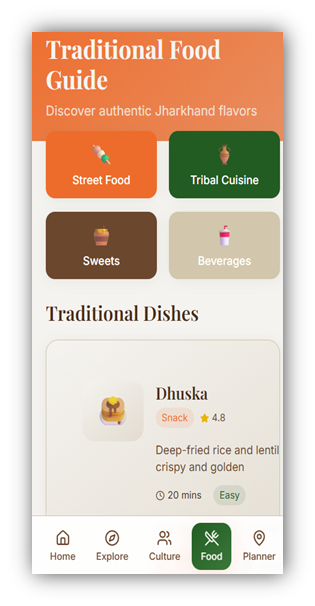 Traditional Food
Guide
Discover authentic Jharkhand flavors
Street Food
Tribal Cuisine
Sweets
Beverages
Traditional Dishes
Dhuska
Snack 4.8
Deep-fried rice and lentil
crispy and golden
20 mins Easy
Home Explore Culture Food Planner